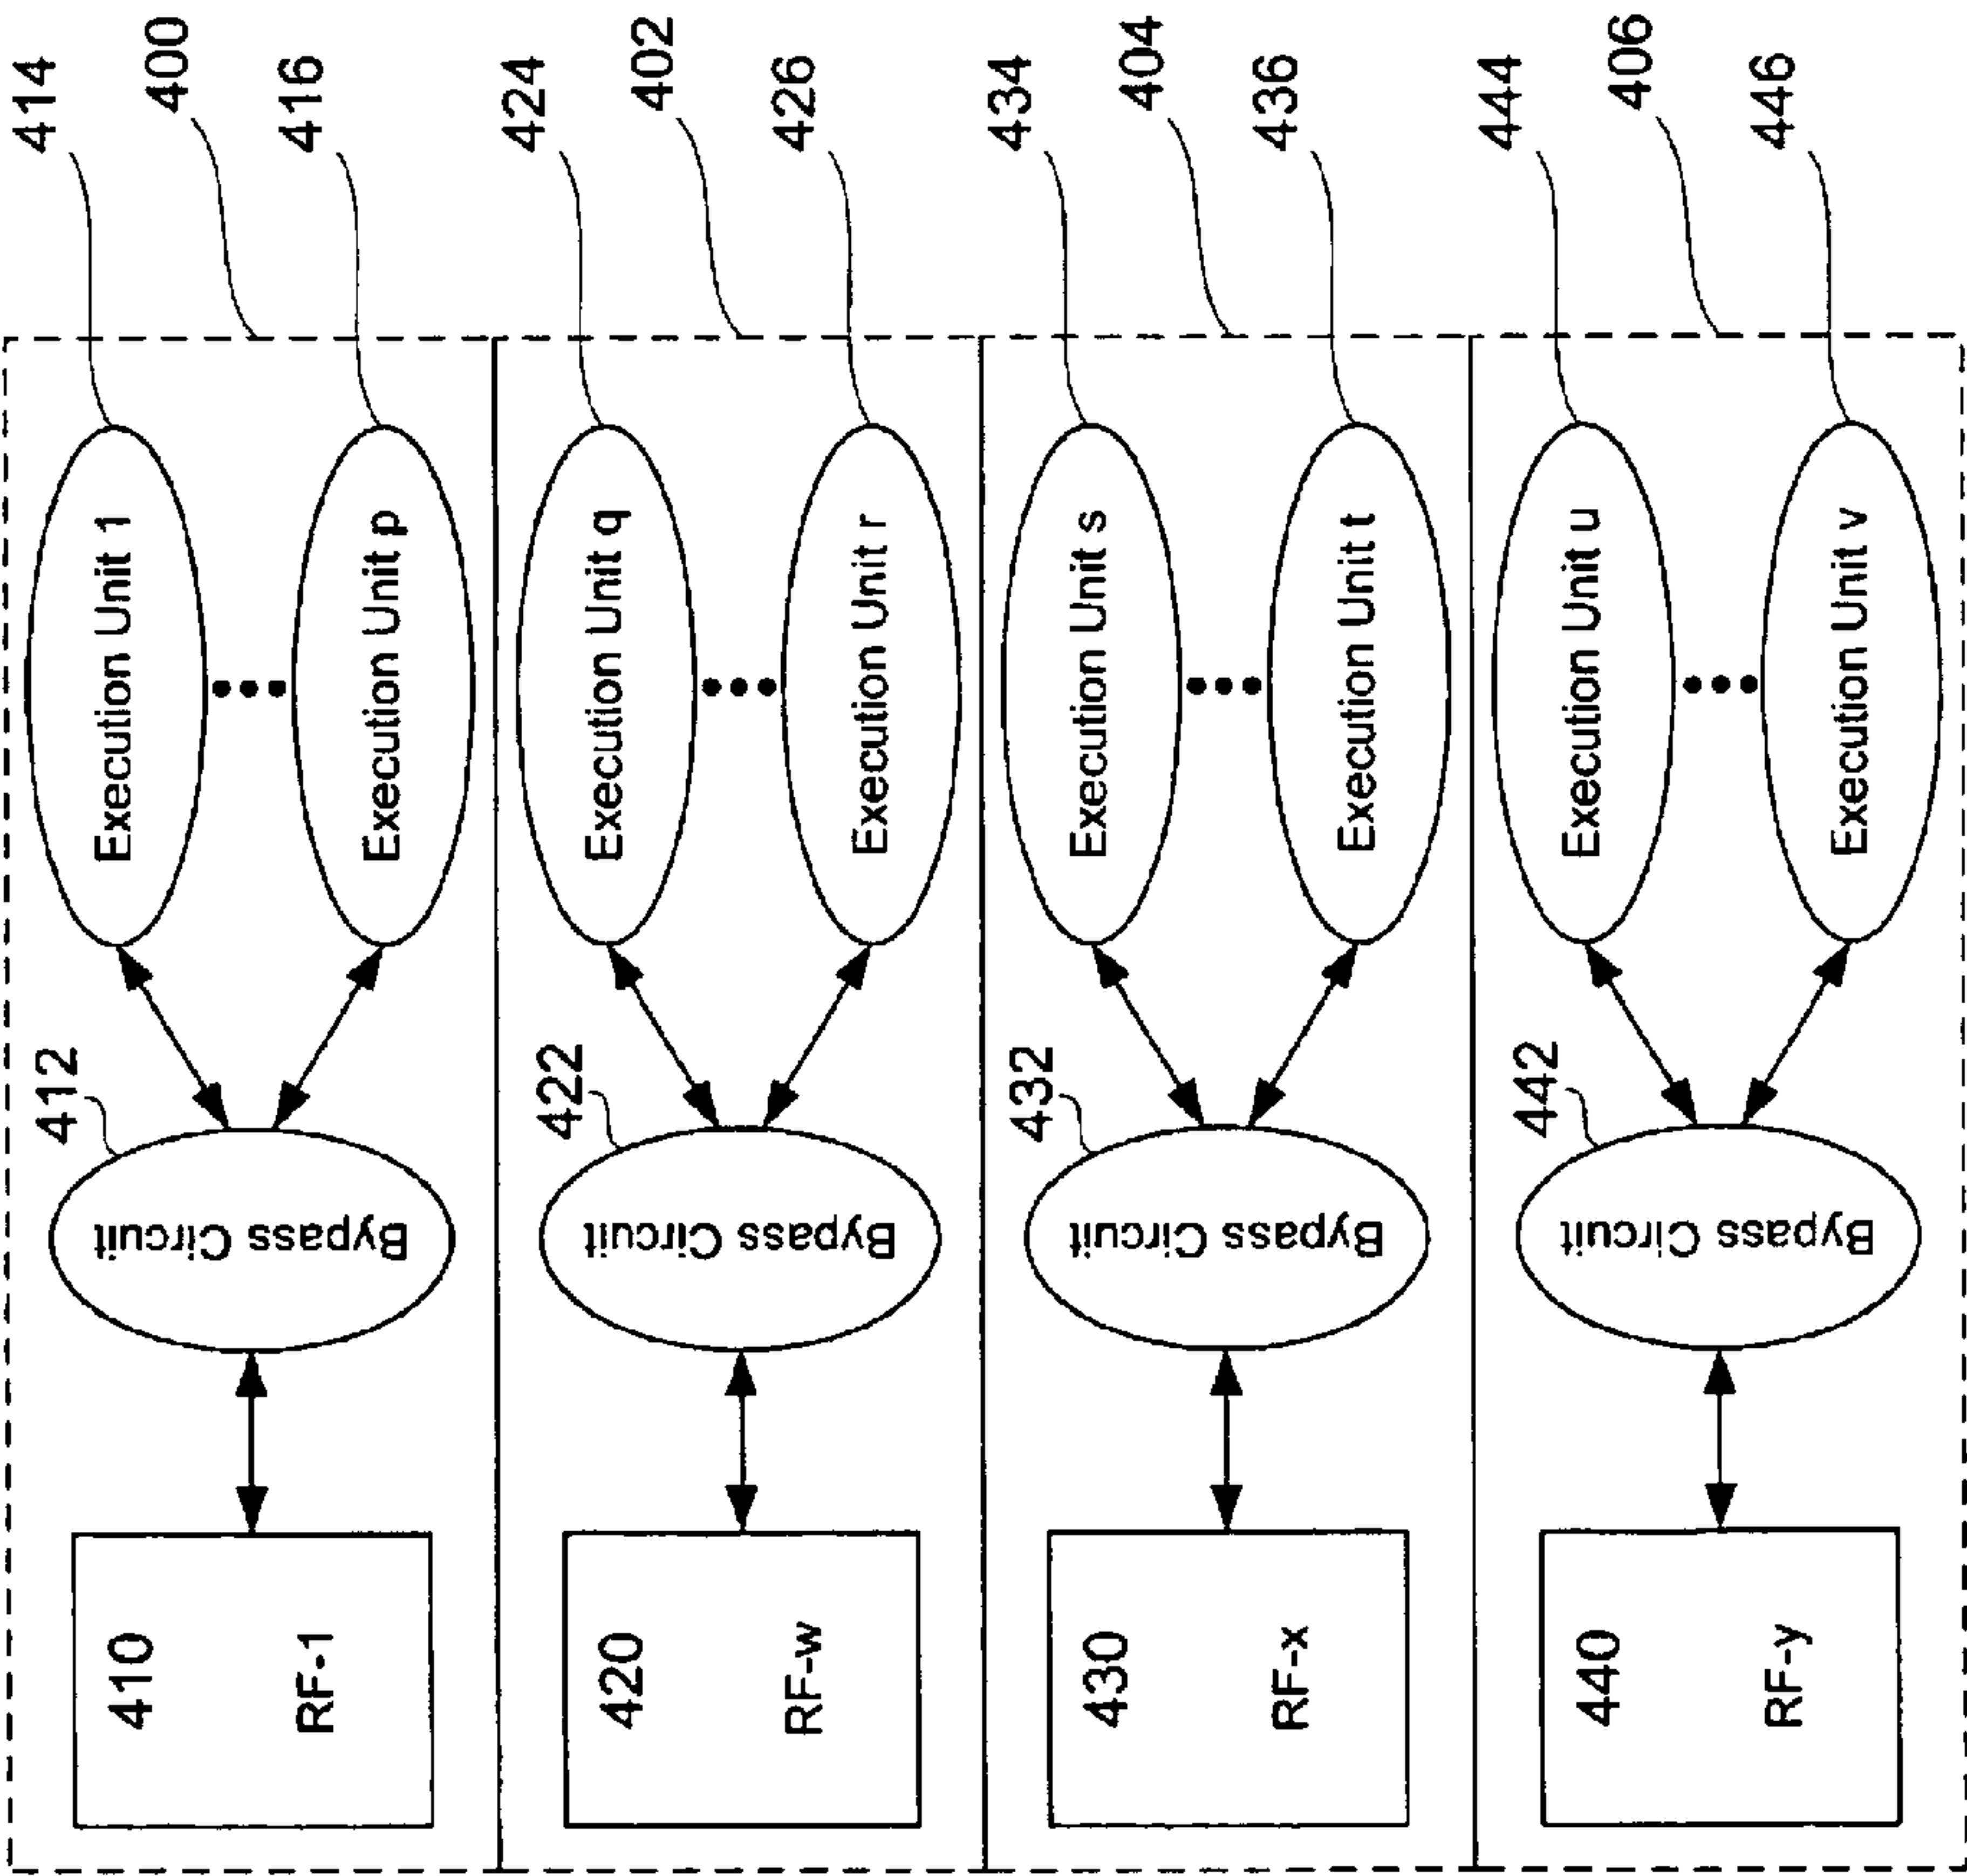 414
400
416
Execution Unit 1
Execution Unit p
412
Bypass Circuit
410
RF-1
424
402
426
Execution Unit q
Execution Unit r
422
Bypass Circuit
420
RF-w
434
404
436
Execution Unit s
Execution Unit t
432
Bypass Circuit
430
RF-x
444
406
446
Execution Unit u
Execution Unit v
442
Bypass Circuit
440
RF-y